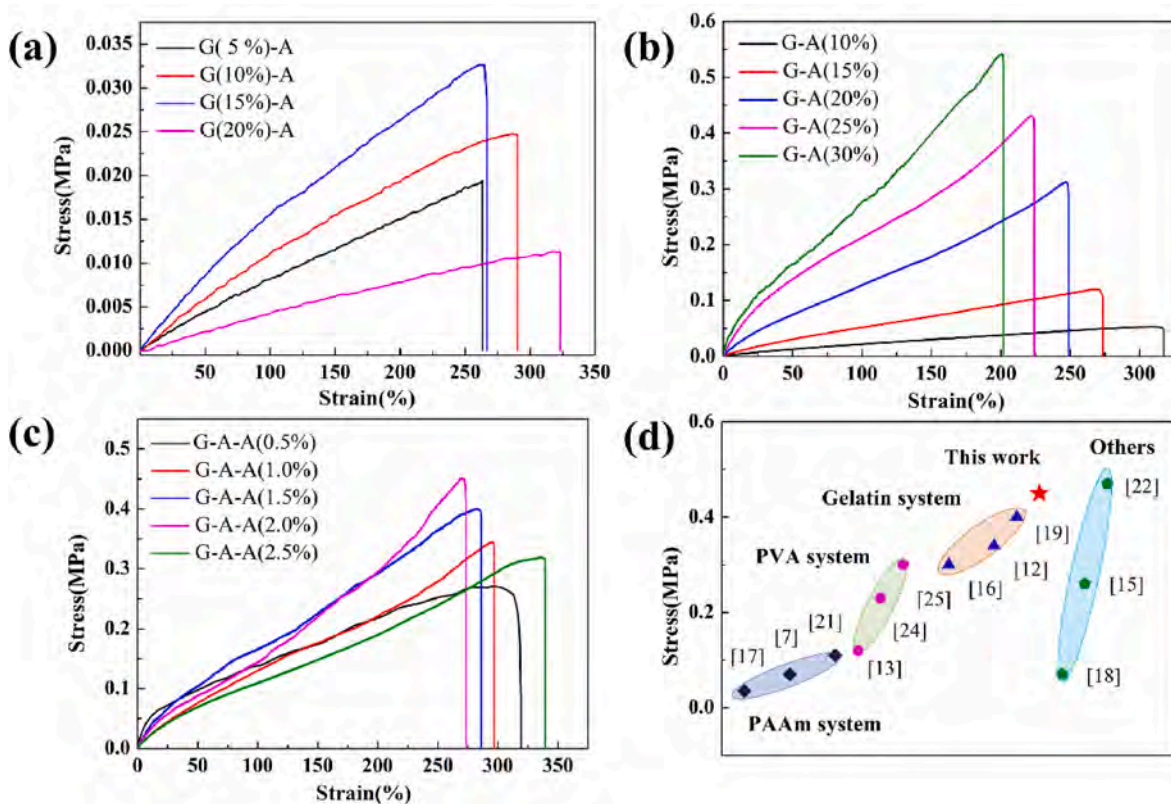 (a)
G( 5 %)-A
G(10%)-A
G(15%)-A
G(20%)-A
0.035
0.030
0.025
0.020
0.015
0.010
0.005
0.000
Stress(MPa)
50 100 150 200 250 300 350
Strain(%)
(b)
G-A(10%)
G-A(15%)
G-A(20%)
G-A(25%)
G-A(30%)
0.6
0.5
0.4
0.3
0.2
0.1
0.0
Stress(MPa)
0 50 100 150 200 250 300
Strain(%)
(c)
G-A-A(0.5%)
G-A-A(1.0%)
G-A-A(1.5%)
G-A-A(2.0%)
G-A-A(2.5%)
0.5
0.4
0.3
0.2
0.1
0.0
Stress(MPa)
0 50 100 150 200 250 300 350
Strain(%)
(d)
0.6
0.4
0.2
0.0
Stress(MPa)
This work
Others
Gelatin system
PVA system
PAAm system
[22]
[19]
[12]
[16]
[15]
[25]
[24]
[21]
[7]
[17]
[13]
[18]